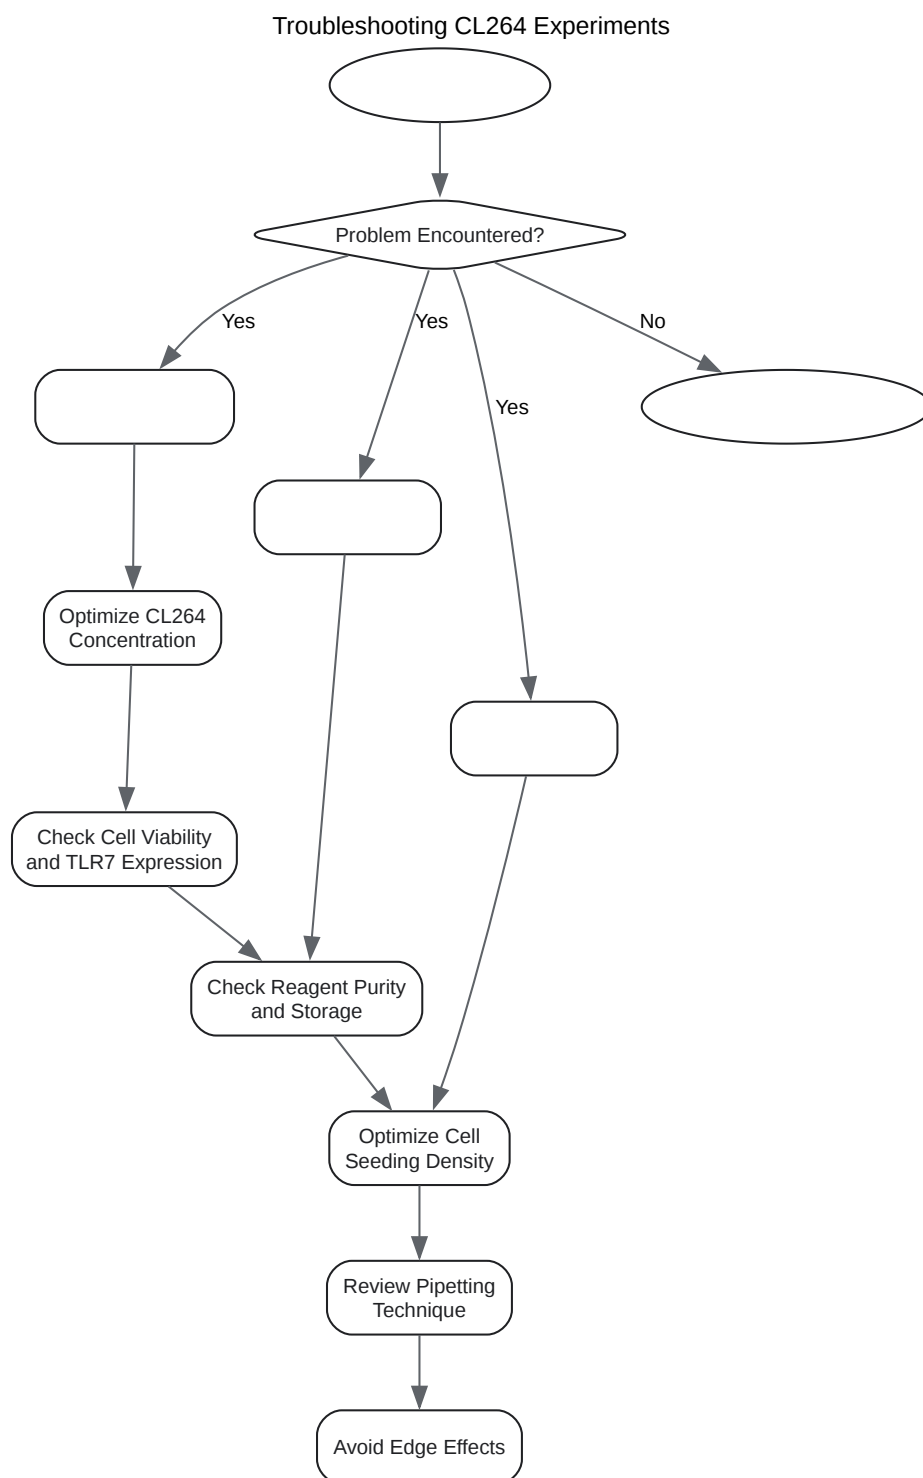 Troubleshooting CL264 Experiments
Problem Encountered?
Yes
Yes
No
Yes
Optimize CL264
Concentration
Check Cell Viability
and TLR7 Expression
Check Reagent Purity
and Storage
Optimize Cell
Seeding Density
Review Pipetting
Technique
Avoid Edge Effects